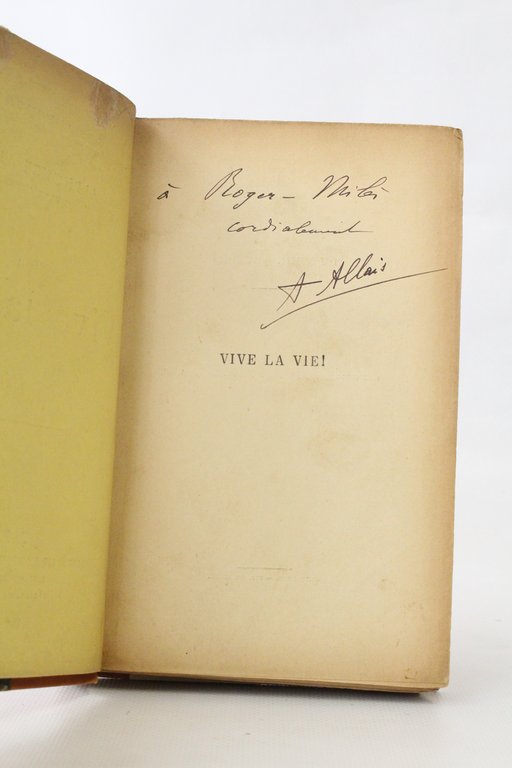 à Roger-Milès
cordialement
A Allais
VIVE LA VIE!